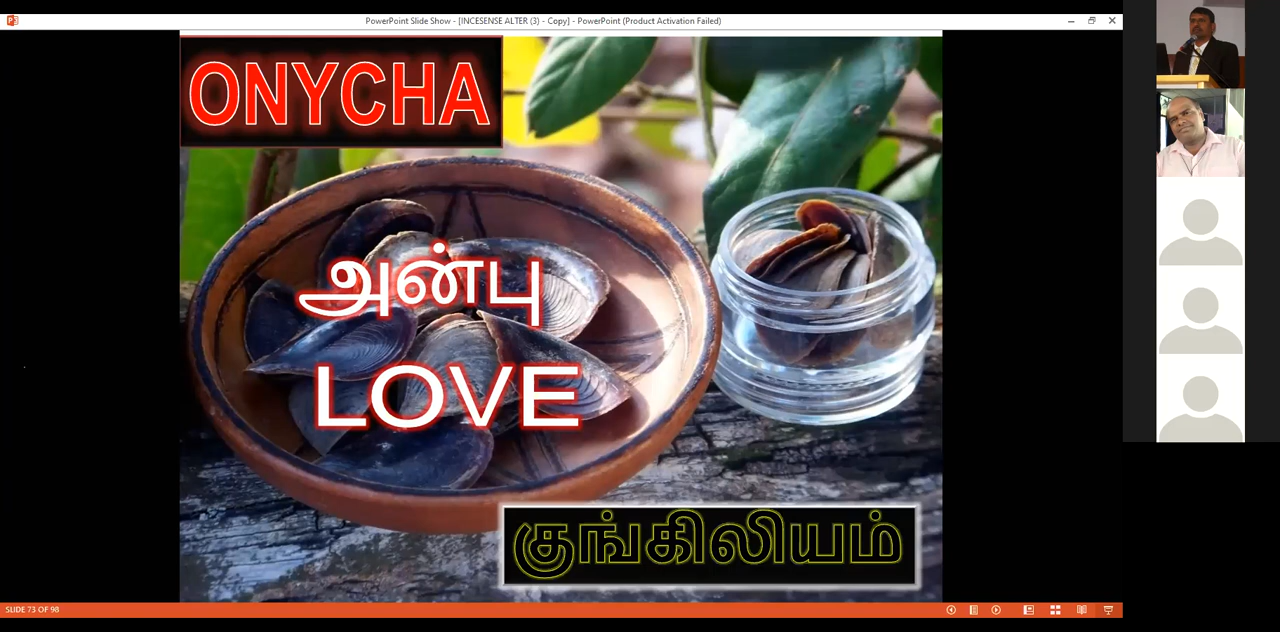 PowerPoint Slide Show - [INCESENSE ALTER (3) - Copy] - PowerPoint (Product Activation Failed)
ONYCHA
அன்பு
LOVE
குங்கிலியம்
SLIDE 73 OF 98